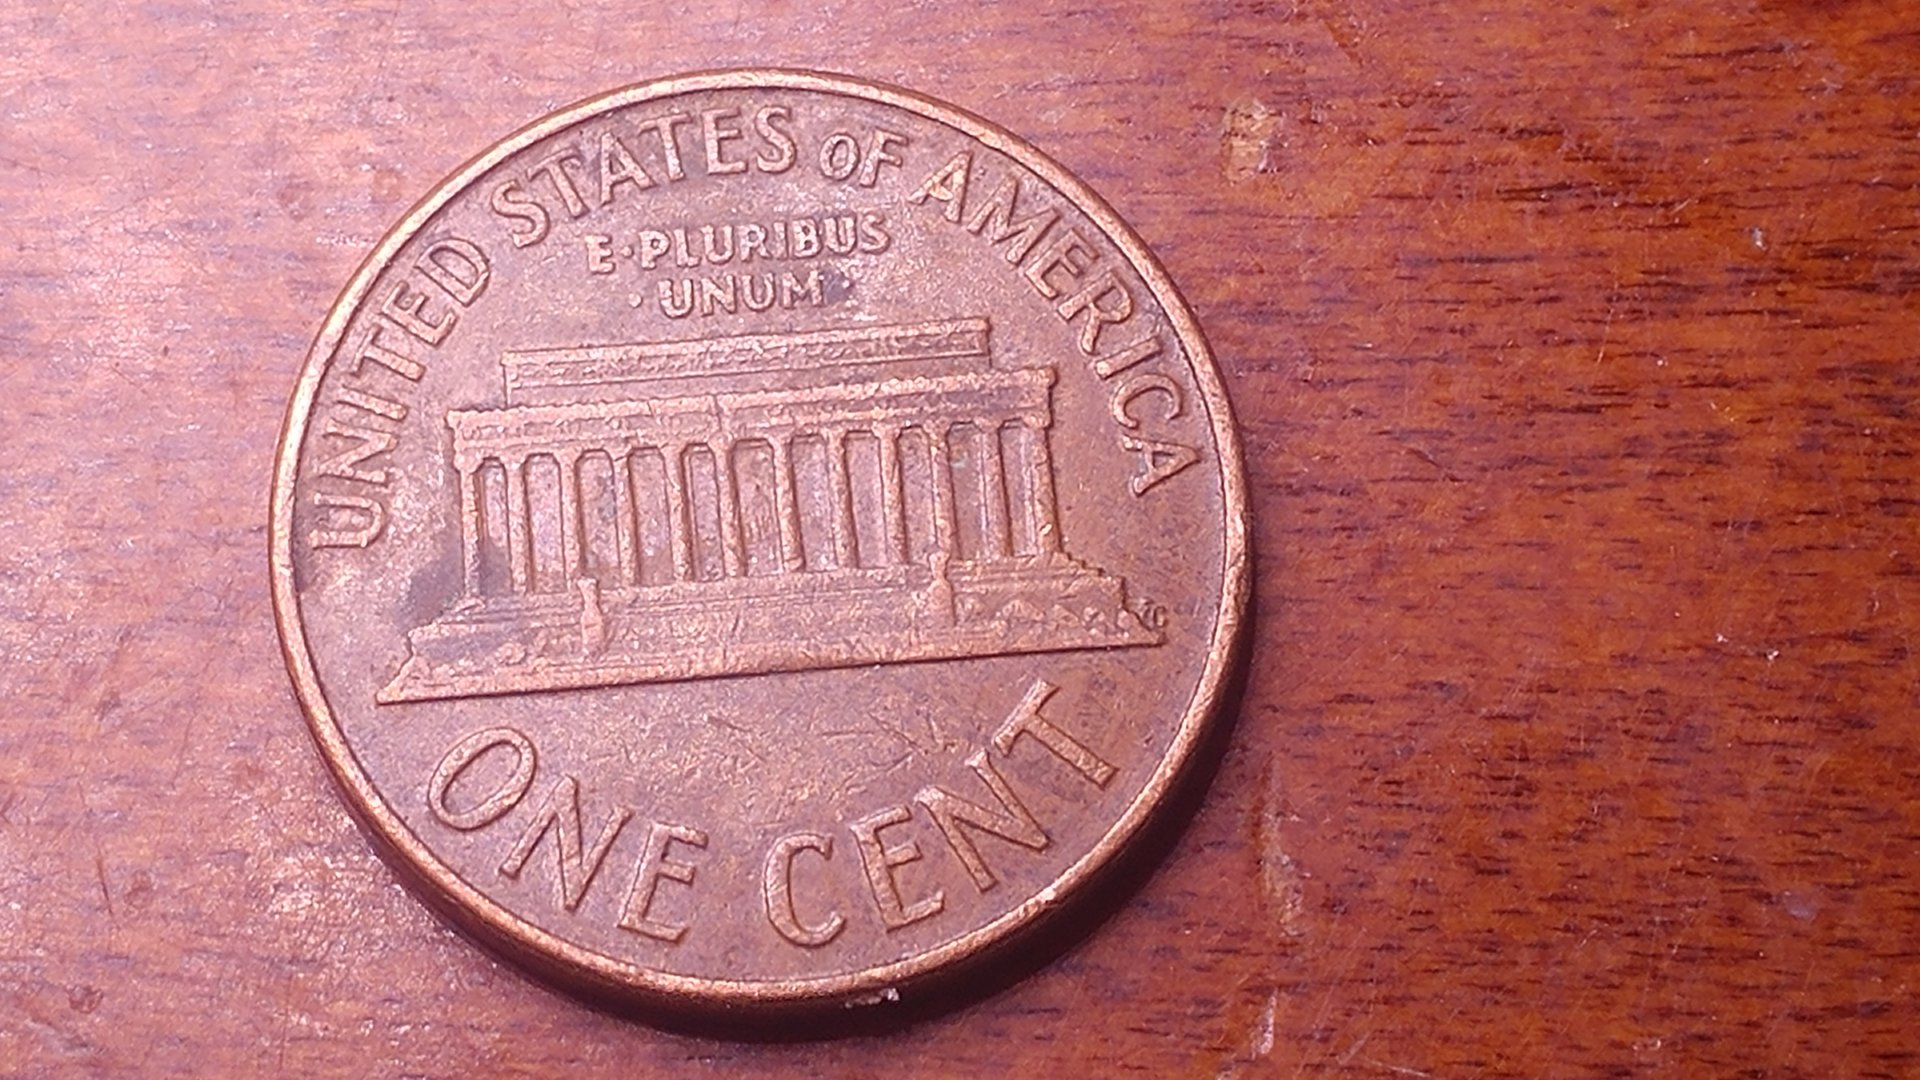 UNITED STATES OF AMERICA
E·PLURIBUS
·UNUM·
ONE CENT